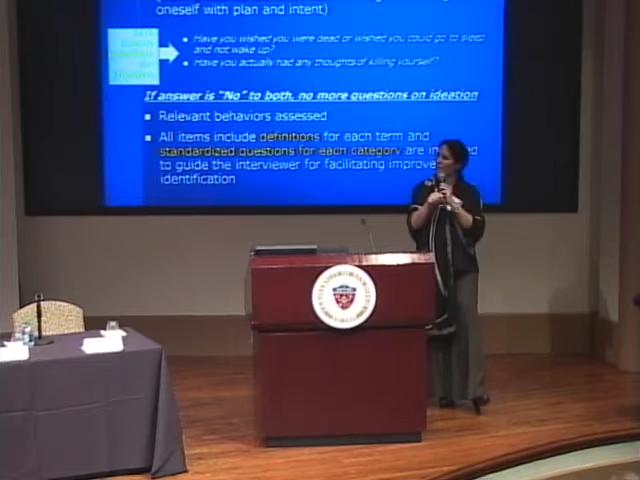 oneself with plan and intent)
• Have you wished you were dead or wished you could go to sleep
and not wake up?
• Have you actually had any thoughts of killing yourself?
If answer is "No" to both, no more questions on ideation
■ Relevant behaviors assessed
■ All items include definitions for each term and
standardized questions for each category are in
to guide the interviewer for facilitating improve
identification